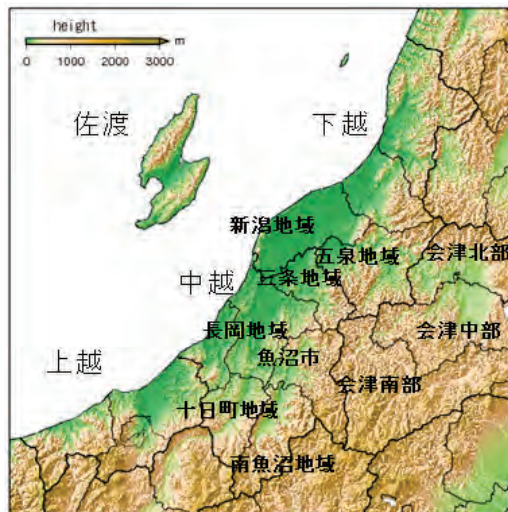 height
m
0 1000 2000 3000
佐渡
下越
新潟地域
五泉地域
会津北部
三条地域
中越
長岡地域
会津中部
魚沼市
上越
会津南部
十日町地域
南魚沼地域